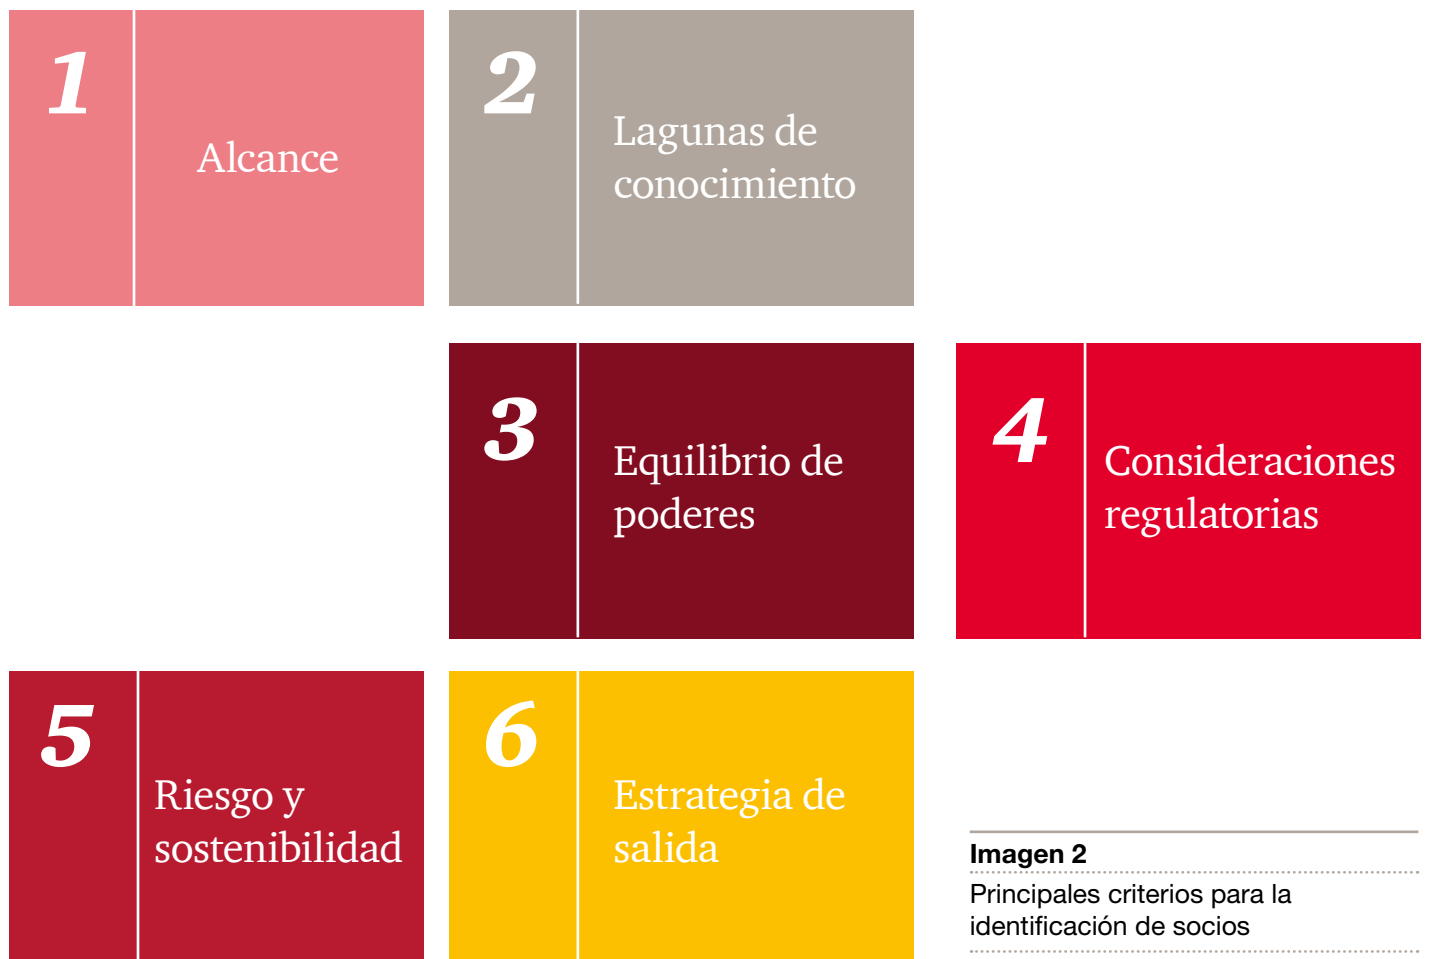 1
Alcance
2
Lagunas de
conocimiento
3
Equilibrio de
poderes
4
Consideraciones
regulatorias
5
Riesgo y
sostenibilidad
6
Estrategia de
salida
Imagen 2
Principales criterios para la
identificación de socios